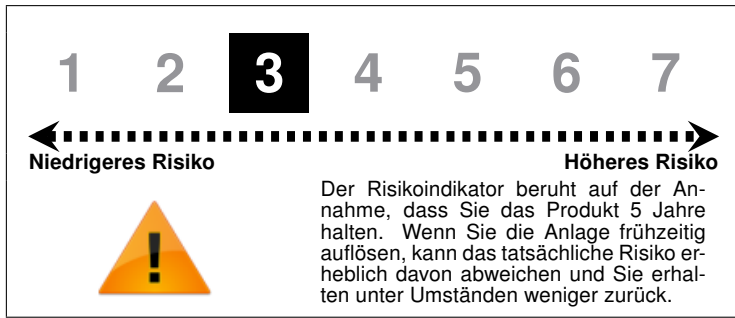 1 2 3 4 5 6 7
Niedrigeres Risiko Höheres Risiko
Der Risikoindikator beruht auf der An-
nahme, dass Sie das Produkt 5 Jahre
halten. Wenn Sie die Anlage frühzeitig
auflösen, kann das tatsächliche Risiko er-
heblich davon abweichen und Sie erhal-
ten unter Umständen weniger zurück.